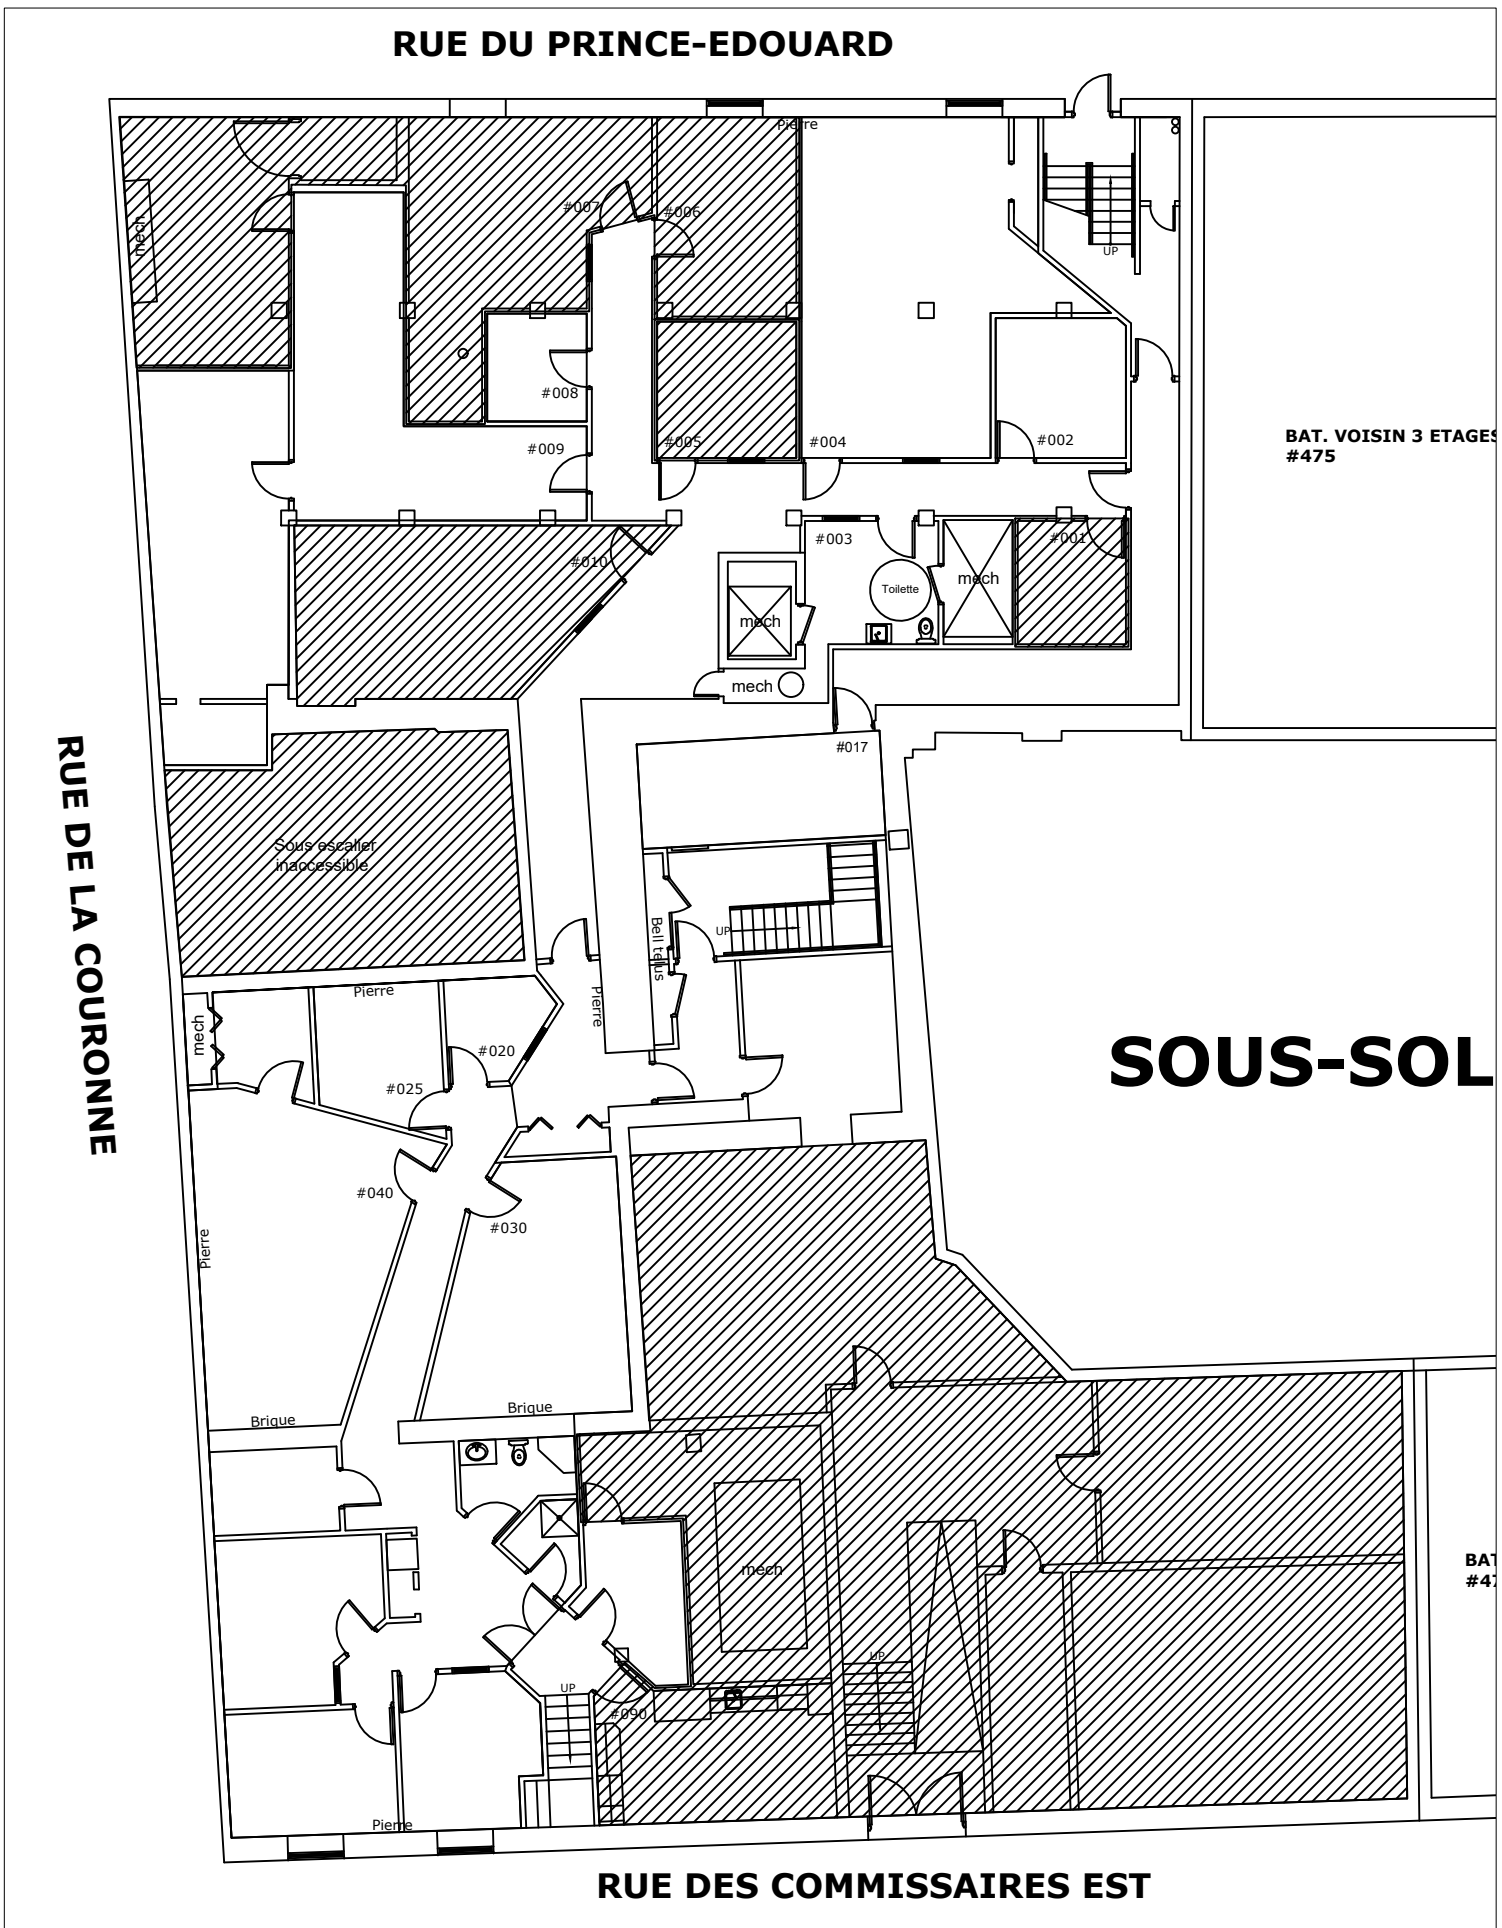 RUE DU PRINCE-EDOUARD
Pierre
mech
#007
#006
UP
#008
#009
#005
#004
#002
BAT. VOISIN 3 ETAGES
#475
#010
#003
#001
mech
Toilette
mech
mech
#017
RUE DE LA COURONNE
Sous escalier
inaccessible
UP
Bell telus
Pierre
Pierre
mech
#020
#025
SOUS-SOL
#040
#030
Pierre
Brique
Brique
mech
BAT
#47
UP
UP
#090
Pierre
RUE DES COMMISSAIRES EST